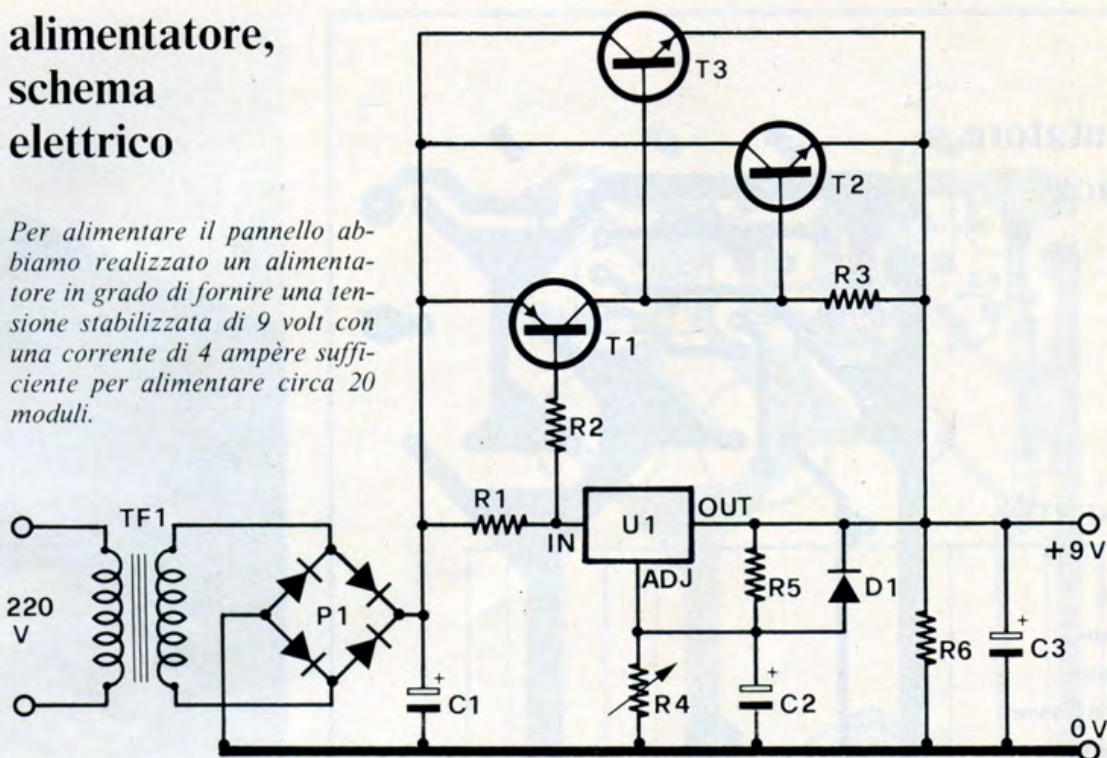 alimentatore,
schema
elettrico
Per alimentare il pannello ab-
biamo realizzato un alimenta-
tore in grado di fornire una ten-
sione stabilizzata di 9 volt con
una corrente di 4 ampère suffi-
ciente per alimentare circa 20
moduli.
T3
T2
R3
T1
R2
R1
U1
OUT
IN
ADJ
TF1
220
V
P1
+
C1
R4
R5
D1
+
C2
R6
+
C3
+9V
0V